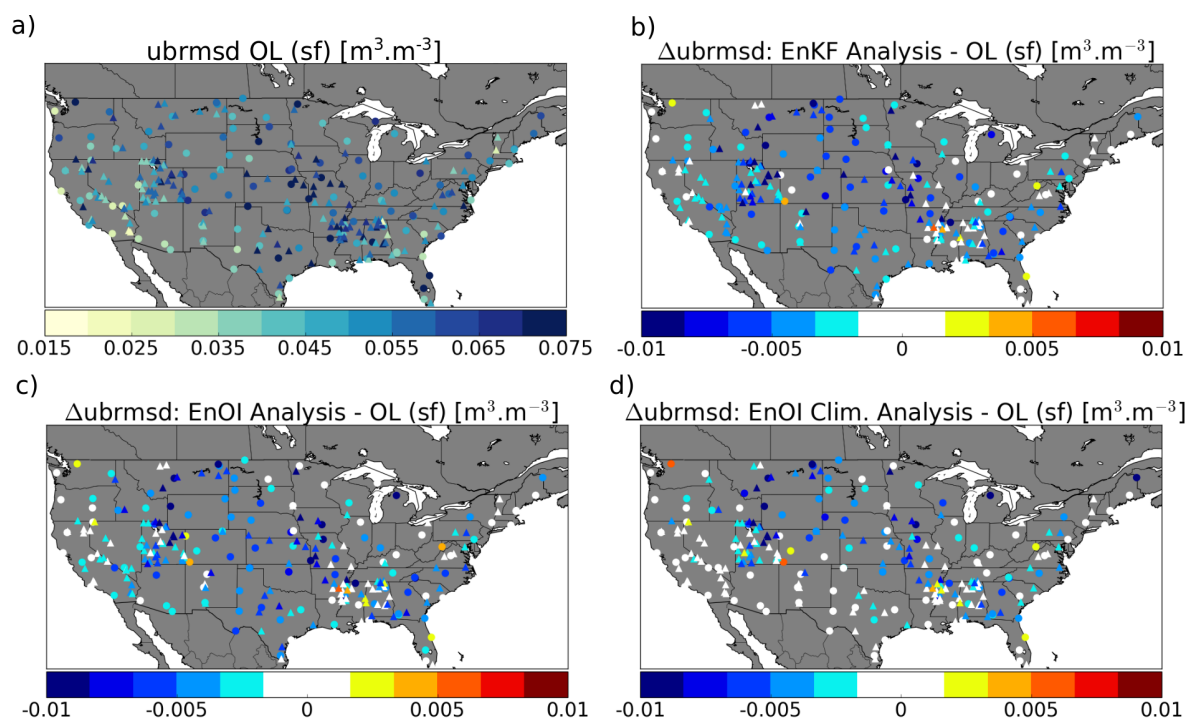 a)
ubrmsd OL (sf) [m³.m⁻³]
0.015 0.025 0.035 0.045 0.055 0.065 0.075
b)
Δubrmsd: EnKF Analysis - OL (sf) [m³.m⁻³]
-0.01 -0.005 0 0.005 0.01
c)
Δubrmsd: EnOI Analysis - OL (sf) [m³.m⁻³]
-0.01 -0.005 0 0.005 0.01
d)
Δubrmsd: EnOI Clim. Analysis - OL (sf) [m³.m⁻³]
-0.01 -0.005 0 0.005 0.01